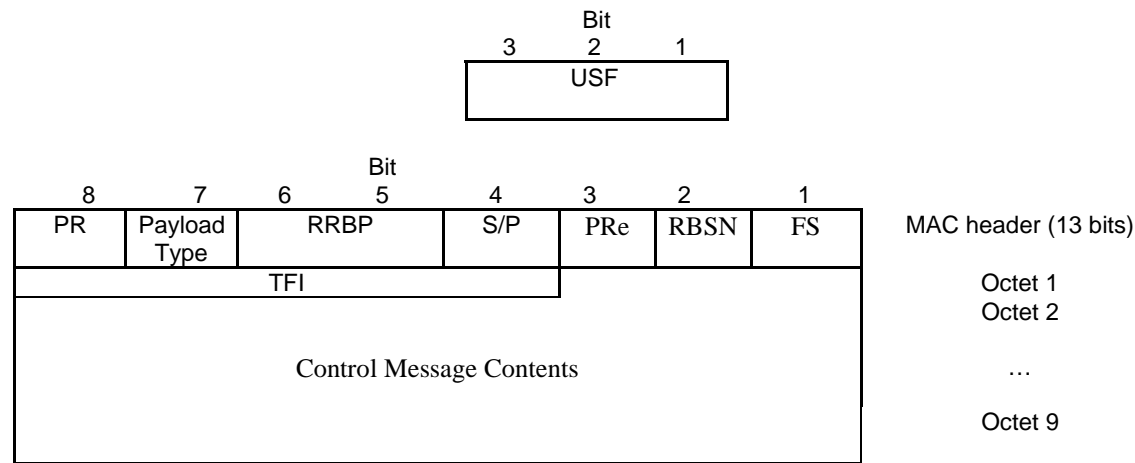 Bit
3 2 1
USF
Bit
8 7 6 5 4 3 2 1
PR Payload Type RRBP S/P PRe RBSN FS MAC header (13 bits)
TFI Octet 1
Octet 2
Control Message Contents …
Octet 9